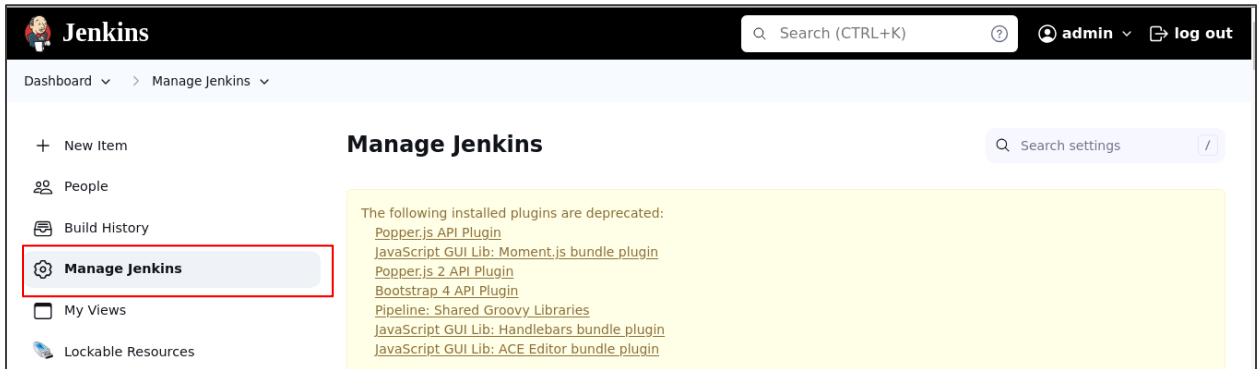 Jenkins
Search (CTRL+K)
?
admin
log out
Dashboard
Manage Jenkins
New Item
People
Build History
Manage Jenkins
My Views
Lockable Resources
Manage Jenkins
Search settings
/
The following installed plugins are deprecated:
Popper.js API Plugin
JavaScript GUI Lib: Moment.js bundle plugin
Popper.js 2 API Plugin
Bootstrap 4 API Plugin
Pipeline: Shared Groovy Libraries
JavaScript GUI Lib: Handlebars bundle plugin
JavaScript GUI Lib: ACE Editor bundle plugin